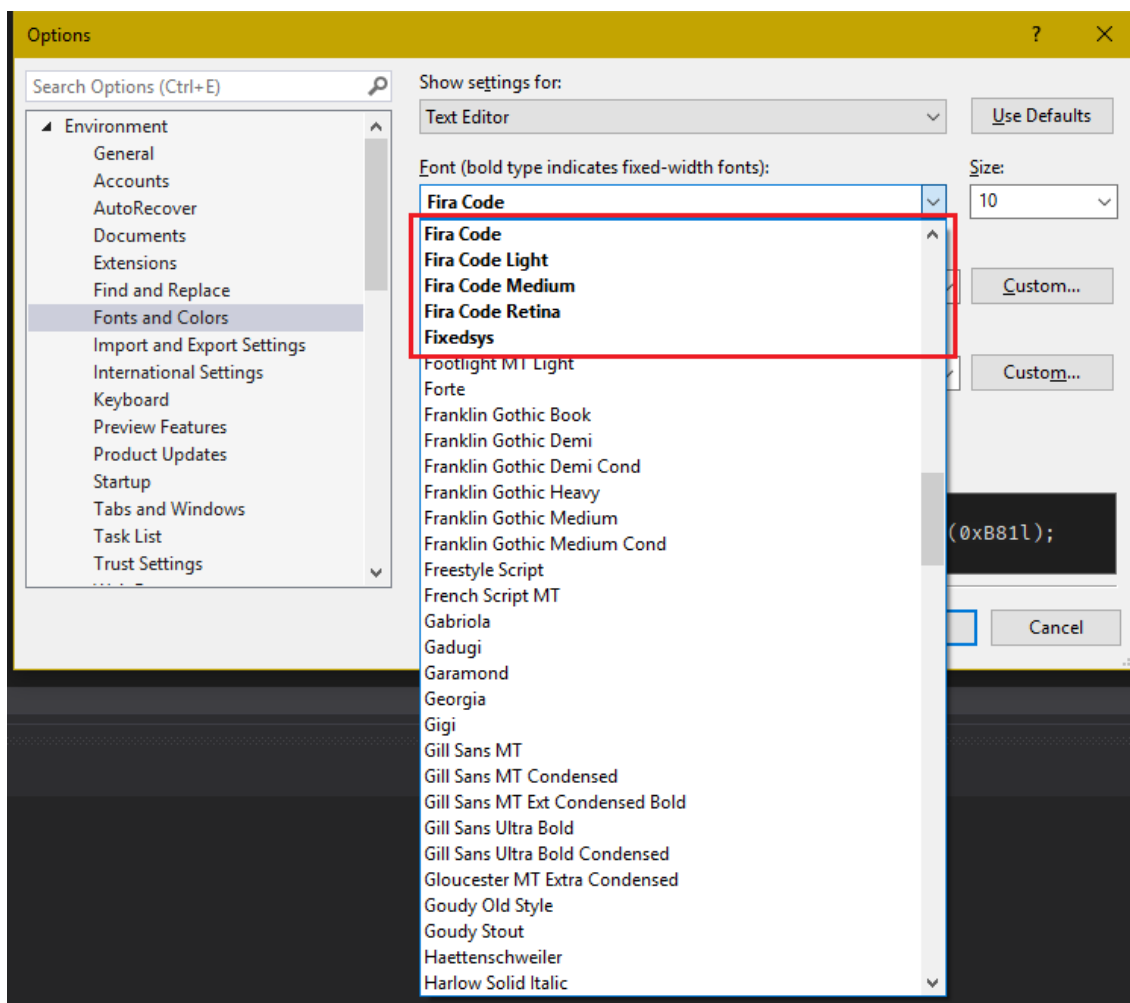 Options
?
Search Options (Ctrl+E)
Environment
General
Accounts
AutoRecover
Documents
Extensions
Find and Replace
Fonts and Colors
Import and Export Settings
International Settings
Keyboard
Preview Features
Product Updates
Startup
Tabs and Windows
Task List
Trust Settings
Show settings for:
Text Editor
Use Defaults
Font (bold type indicates fixed-width fonts):
Size:
Fira Code
10
Fira Code
Fira Code Light
Fira Code Medium
Fira Code Retina
Fixedsys
Footlight MT Light
Forte
Franklin Gothic Book
Franklin Gothic Demi
Franklin Gothic Demi Cond
Franklin Gothic Heavy
Franklin Gothic Medium
Franklin Gothic Medium Cond
Freestyle Script
French Script MT
Gabriola
Gadugi
Garamond
Georgia
Gigi
Gill Sans MT
Gill Sans MT Condensed
Gill Sans MT Ext Condensed Bold
Gill Sans Ultra Bold
Gill Sans Ultra Bold Condensed
Gloucester MT Extra Condensed
Goudy Old Style
Goudy Stout
Haettenschweiler
Harlow Solid Italic
Custom...
Custom...
(0xB81l);
Cancel